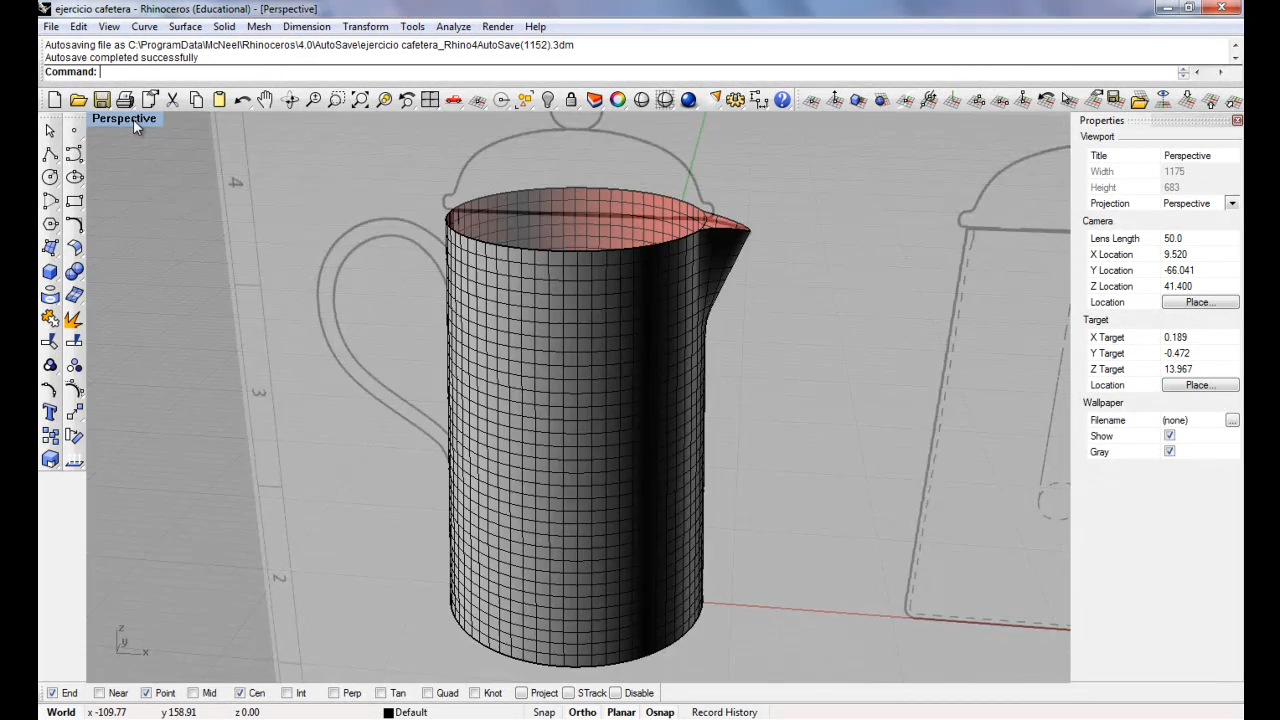 ejercicio cafetera - Rhinoceros (Educational) - [Perspective]
File Edit View Curve Surface Solid Mesh Dimension Transform Tools Analyze Render Help
Autosaving file as C:\ProgramData\McNeel\Rhinoceros\4.0\AutoSave\ejercicio cafetera_Rhino4AutoSave(1152).3dm
Autosave completed successfully
Command:
Perspective
Properties
Viewport
Title Perspective
Width 1175
Height 683
Projection Perspective
Camera
Lens Length 50.0
X Location 9.520
Y Location -66.041
Z Location 41.400
Location Place...
Target
X Target 0.189
Y Target -0.472
Z Target 13.967
Location Place...
Wallpaper
Filename (none) ...
Show
Gray
4
3
2
z
y
x
End Near Point Mid Cen Int Perp Tan Quad Knot Project STrack Disable
World x -109.77 y 158.91 z 0.00 Default Snap Ortho Planar Osnap Record History